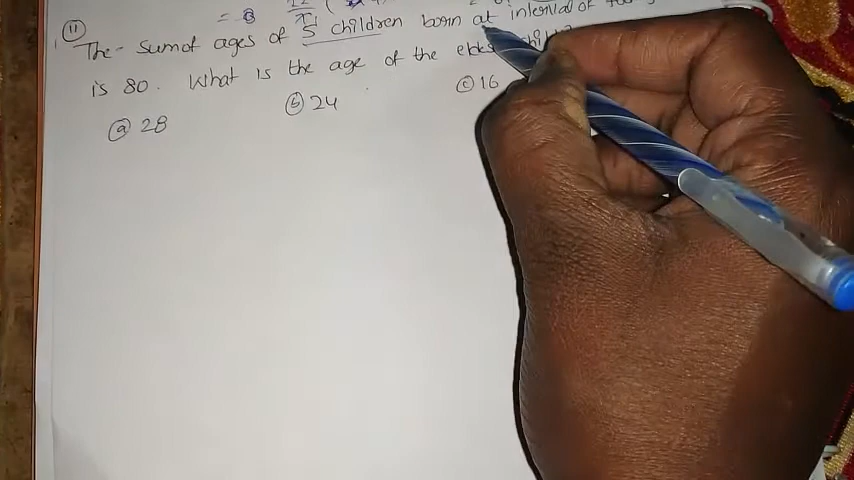 = 8
11 The - Sum of ages of 5 children born at interval of
is 80. What is the age of the
a 28 b 24 c 16